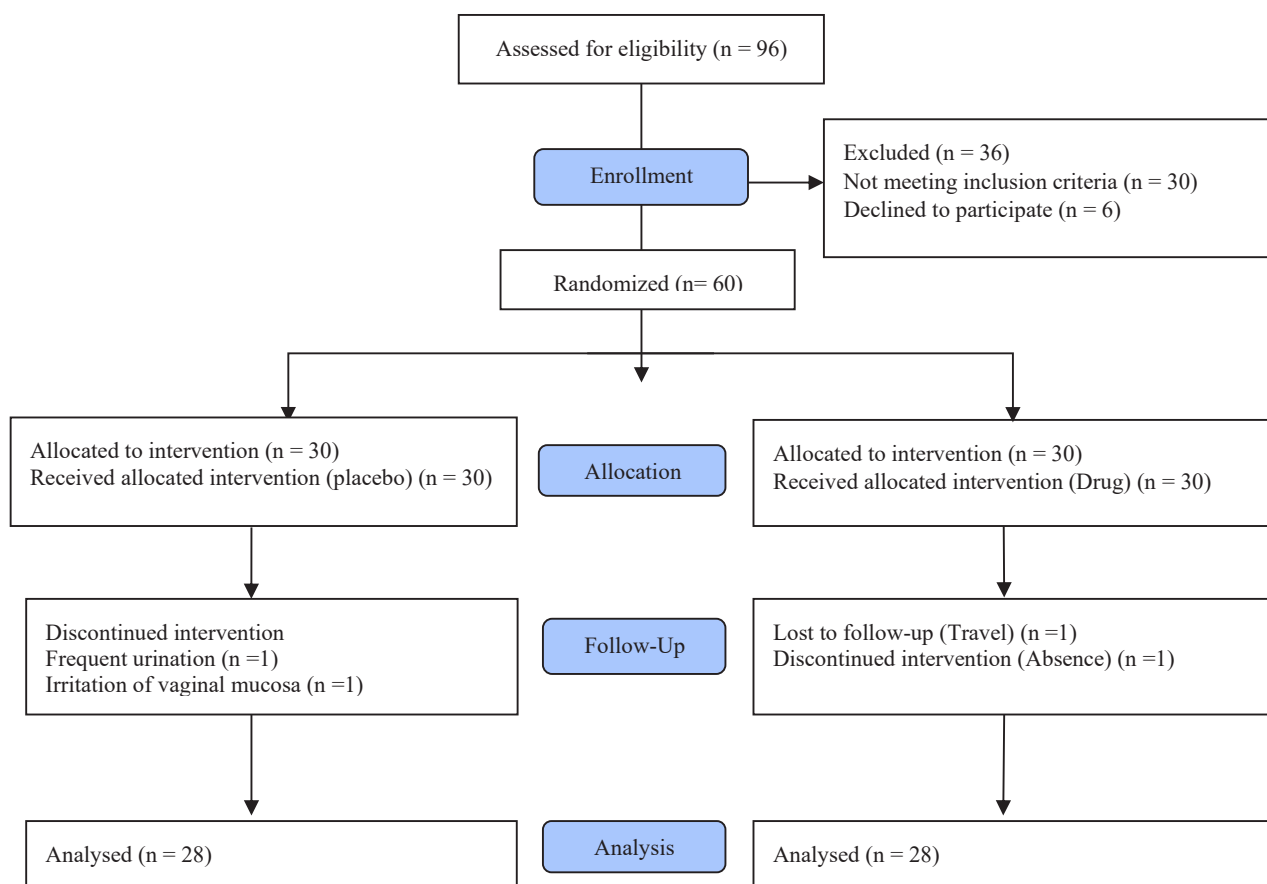 Assessed for eligibility (n = 96)
Enrollment
Excluded (n = 36)
Not meeting inclusion criteria (n = 30)
Declined to participate (n = 6)
Randomized (n= 60)
Allocated to intervention (n = 30)
Received allocated intervention (placebo) (n = 30)
Allocation
Allocated to intervention (n = 30)
Received allocated intervention (Drug) (n = 30)
Discontinued intervention
Frequent urination (n =1)
Irritation of vaginal mucosa (n =1)
Follow-Up
Lost to follow-up (Travel) (n =1)
Discontinued intervention (Absence) (n =1)
Analysed (n = 28)
Analysis
Analysed (n = 28)